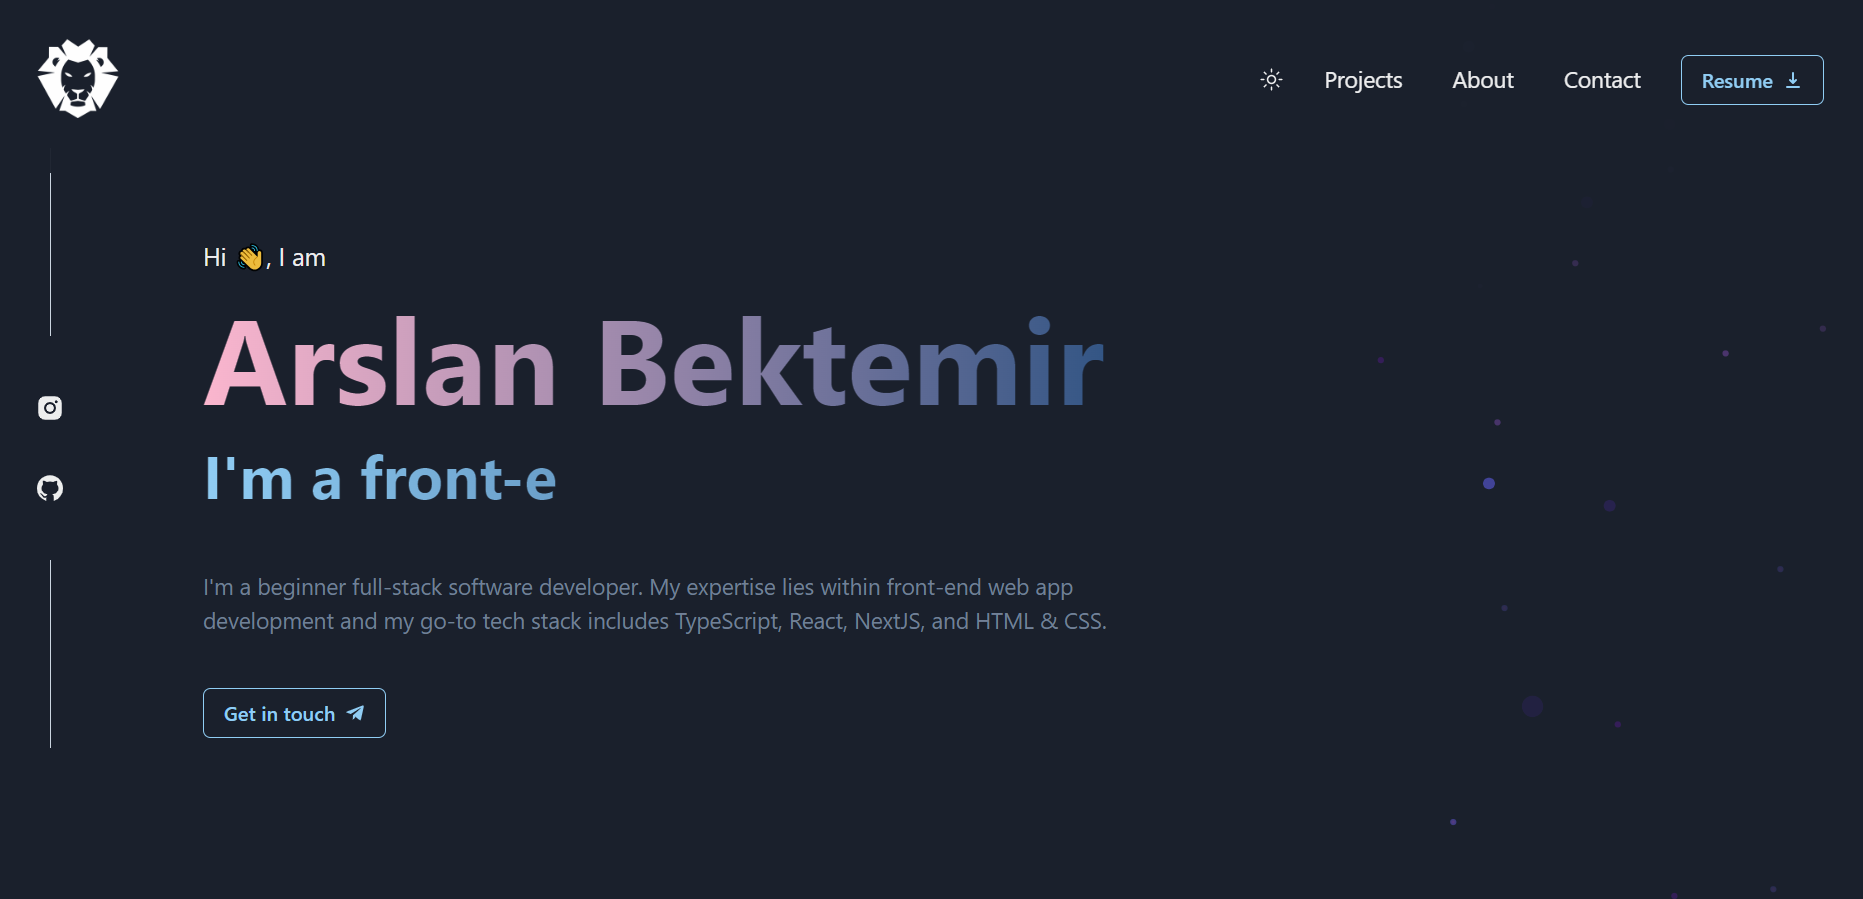 Projects About Contact Resume
Hi 👋, I am
Arslan Bektemir
I'm a front-e
I'm a beginner full-stack software developer. My expertise lies within front-end web app
development and my go-to tech stack includes TypeScript, React, NextJS, and HTML & CSS.
Get in touch